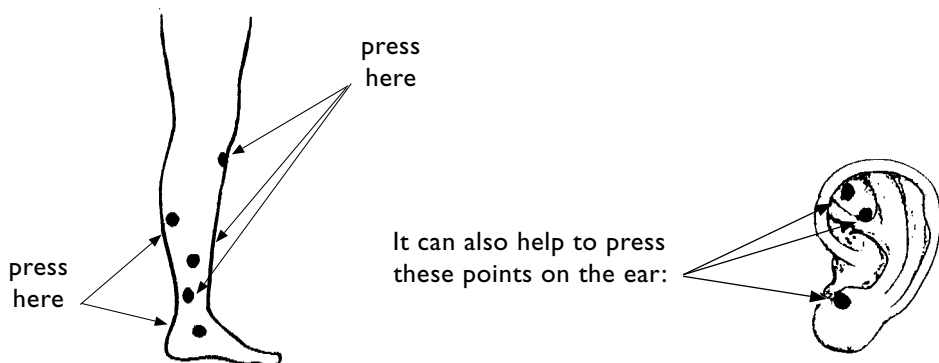 press
here
press
here
It can also help to press
these points on the ear: